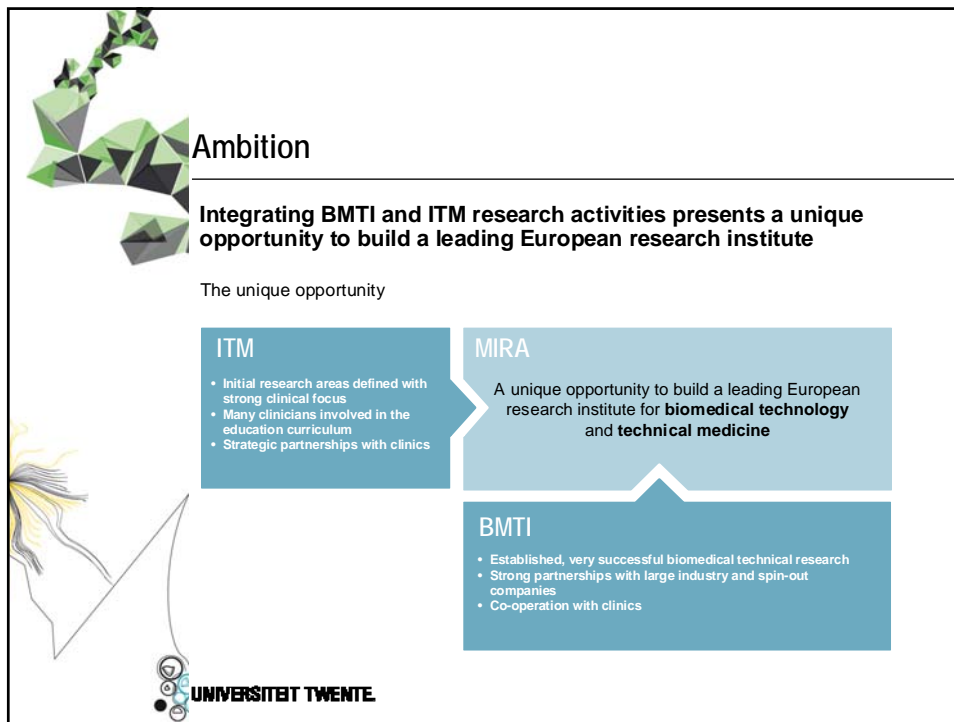 Ambition
Integrating BMTI and ITM research activities presents a unique
opportunity to build a leading European research institute
The unique opportunity
ITM
• Initial research areas defined with
strong clinical focus
• Many clinicians involved in the
education curriculum
• Strategic partnerships with clinics
MIRA
A unique opportunity to build a leading European
research institute for biomedical technology
and technical medicine
BMTI
• Established, very successful biomedical technical research
• Strong partnerships with large industry and spin-out
companies
• Co-operation with clinics
UNIVERSITEIT TWENTE.